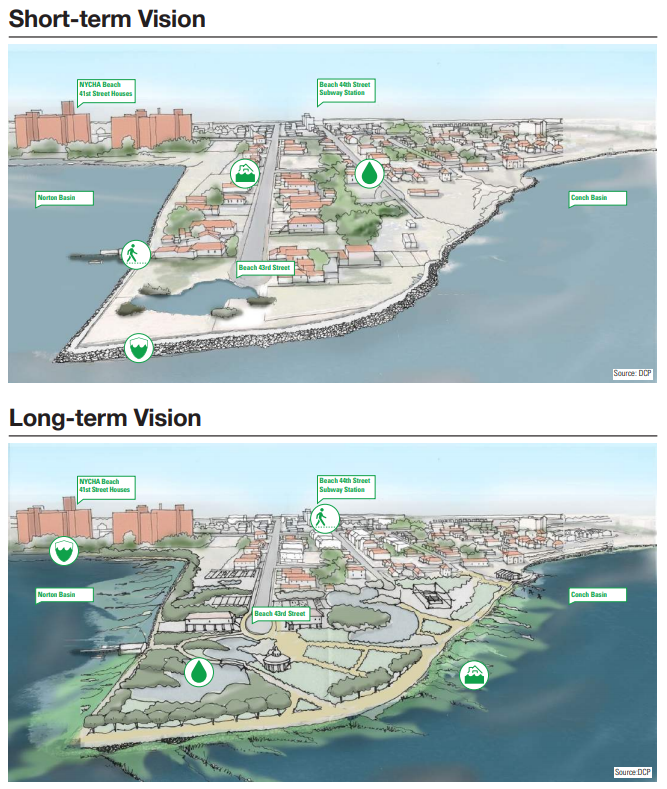 Short-term Vision
NYCHA Beach
41st Street Houses
Beach 44th Street
Subway Station
Norton Basin
Conch Basin
Beach 43rd Street
Source: DCP
Long-term Vision
NYCHA Beach
41st Street Houses
Beach 44th Street
Subway Station
Norton Basin
Conch Basin
Beach 43rd Street
Source:DCP